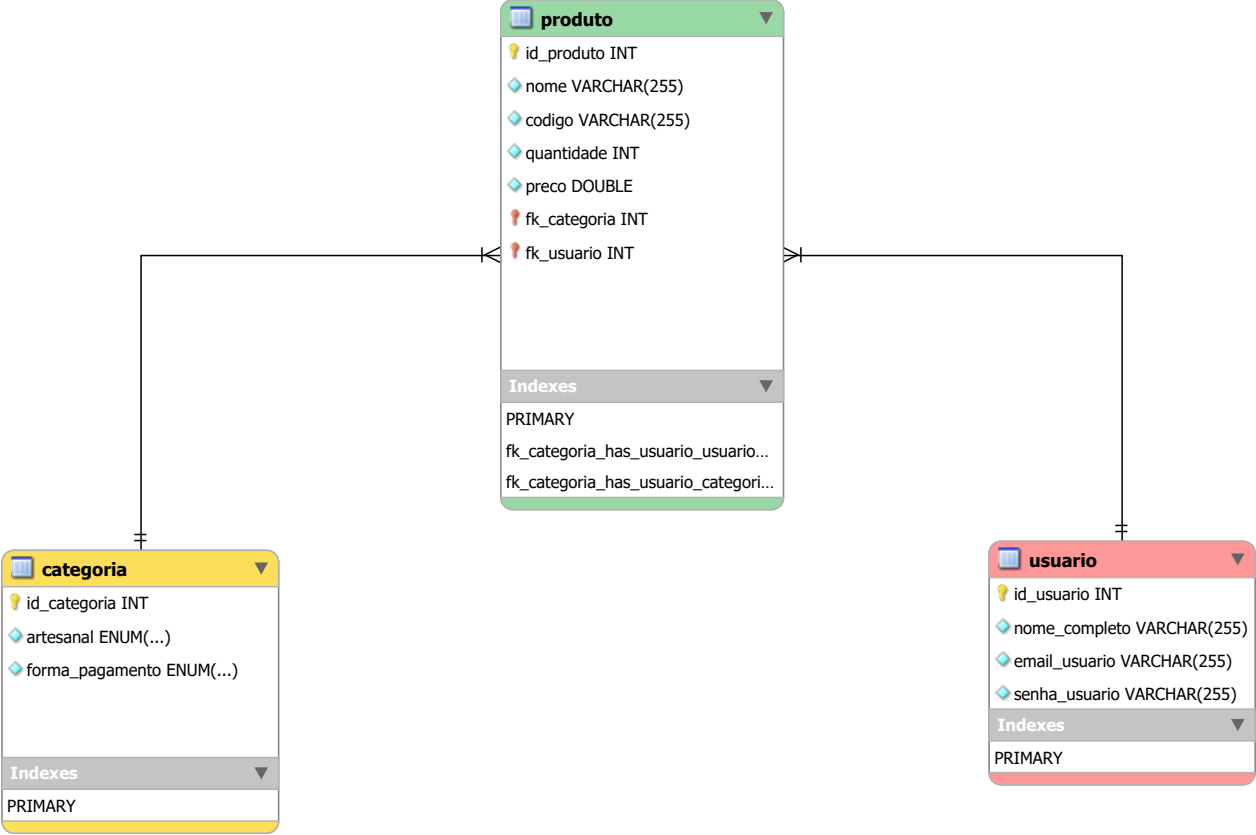 produto
id_produto INT
nome VARCHAR(255)
codigo VARCHAR(255)
quantidade INT
preco DOUBLE
fk_categoria INT
fk_usuario INT
Indexes
PRIMARY
fk_categoria_has_usuario_usuario...
fk_categoria_has_usuario_categori...
categoria
id_categoria INT
artesanal ENUM(...)
forma_pagamento ENUM(...)
Indexes
PRIMARY
usuario
id_usuario INT
nome_completo VARCHAR(255)
email_usuario VARCHAR(255)
senha_usuario VARCHAR(255)
Indexes
PRIMARY